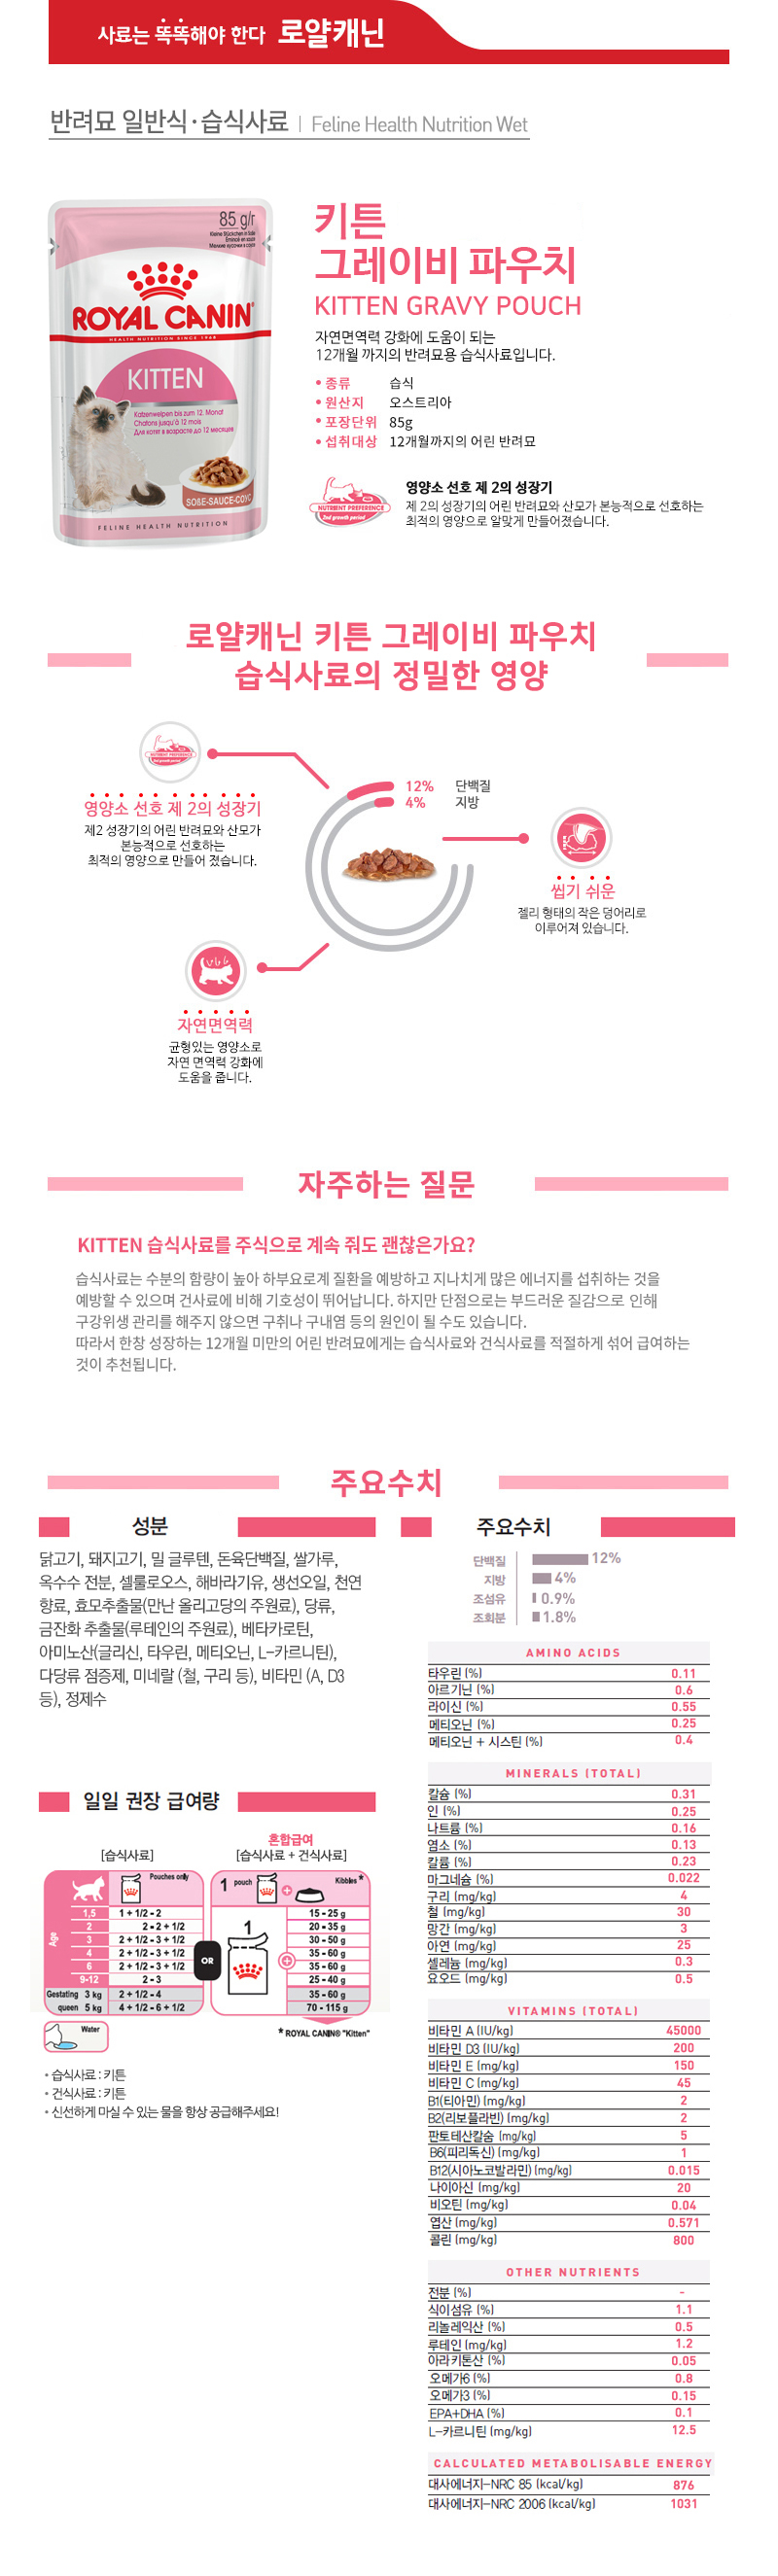 사료는 똑똑해야 한다 로얄캐닌
반려묘 일반식·습식사료 | Feline Health Nutrition Wet
85 g/r
ROYAL CANIN
HEALTH NUTRITION SINCE 1968
KITTEN
Katzenwelpen bis zum 12. Monat
Chatons jusqu'à 12 mois
Для котят в возрасте до 12 месяцев
SOßE-SAUCE-СОУС
FELINE HEALTH NUTRITION
키튼
그레이비 파우치
KITTEN GRAVY POUCH
자연면역력 강화에 도움이 되는
12개월 까지의 반려묘용 습식사료입니다.
• 종류 습식
• 원산지 오스트리아
• 포장단위 85g
• 섭취대상 12개월까지의 어린 반려묘
NUTRIENT PREFERENCE
2nd growth period
영양소 선호 제 2의 성장기
제 2의 성장기의 어린 반려묘와 산모가 본능적으로 선호하는
최적의 영양으로 알맞게 만들어졌습니다.
로얄캐닌 키튼 그레이비 파우치
습식사료의 정밀한 영양
NUTRIENT PREFERENCE
2nd growth period
영양소 선호 제 2의 성장기
제2 성장기의 어린 반려묘와 산모가
본능적으로 선호하는
최적의 영양으로 만들어 졌습니다.
12% 단백질
4% 지방
씹기 쉬운
젤리 형태의 작은 덩어리로
이루어져 있습니다.
자연면역력
균형있는 영양소로
자연 면역력 강화에
도움을 줍니다.
자주하는 질문
KITTEN 습식사료를 주식으로 계속 줘도 괜찮은가요?
습식사료는 수분의 함량이 높아 하부요로계 질환을 예방하고 지나치게 많은 에너지를 섭취하는 것을
예방할 수 있으며 건사료에 비해 기호성이 뛰어납니다. 하지만 단점으로는 부드러운 질감으로 인해
구강위생 관리를 해주지 않으면 구취나 구내염 등의 원인이 될 수도 있습니다.
따라서 한창 성장하는 12개월 미만의 어린 반려묘에게는 습식사료와 건식사료를 적절하게 섞어 급여하는
것이 추천됩니다.
주요수치
성분
닭고기, 돼지고기, 밀 글루텐, 돈육단백질, 쌀가루,
옥수수 전분, 셀룰로오스, 해바라기유, 생선오일, 천연
향료, 효모추출물(만난 올리고당의 주원료), 당류,
금잔화 추출물(루테인의 주원료), 베타카로틴,
아미노산(글리신, 타우린, 메티오닌, L-카르니틴),
다당류 점증제, 미네랄 (철, 구리 등), 비타민 (A, D3
등), 정제수
일일 권장 급여량
혼합급여
[습식사료] [습식사료 + 건식사료]
Pouches only 1 pouch + Kibbles *
Age
1,5 1 + 1/2 - 2 15 - 25 g
2 2 - 2 + 1/2 20 - 35 g
3 2 + 1/2 - 3 + 1/2 30 - 50 g
4 2 + 1/2 - 3 + 1/2 35 - 60 g
6 2 + 1/2 - 3 + 1/2 35 - 60 g
9-12 2 - 3 25 - 40 g
Gestating 3 kg 2 + 1/2 - 4 35 - 60 g
queen 5 kg 4 + 1/2 - 6 + 1/2 70 - 115 g
OR
1
+
Water
* ROYAL CANIN® "Kitten"
• 습식사료 : 키튼
• 건식사료 : 키튼
• 신선하게 마실 수 있는 물을 항상 공급해주세요!
주요수치
단백질 12%
지방 4%
조섬유 0.9%
조회분 1.8%
AMINO ACIDS
타우린 (%) 0.11
아르기닌 (%) 0.6
라이신 (%) 0.55
메티오닌 (%) 0.25
메티오닌 + 시스틴 (%) 0.4
MINERALS (TOTAL)
칼슘 (%) 0.31
인 (%) 0.25
나트륨 (%) 0.16
염소 (%) 0.13
칼륨 (%) 0.23
마그네슘 (%) 0.022
구리 (mg/kg) 4
철 (mg/kg) 30
망간 (mg/kg) 3
아연 (mg/kg) 25
셀레늄 (mg/kg) 0.3
요오드 (mg/kg) 0.5
VITAMINS (TOTAL)
비타민 A (IU/kg) 45000
비타민 D3 (IU/kg) 200
비타민 E (mg/kg) 150
비타민 C (mg/kg) 45
B1(티아민) (mg/kg) 2
B2(리보플라빈) (mg/kg) 2
판토테산칼슘 (mg/kg) 5
B6(피리독신) (mg/kg) 1
B12(시아노코발라민) (mg/kg) 0.015
나이아신 (mg/kg) 20
비오틴 (mg/kg) 0.04
엽산 (mg/kg) 0.571
콜린 (mg/kg) 800
OTHER NUTRIENTS
전분 (%) -
식이섬유 (%) 1.1
리놀레익산 (%) 0.5
루테인 (mg/kg) 1.2
아라키톤산 (%) 0.05
오메가6 (%) 0.8
오메가3 (%) 0.15
EPA+DHA (%) 0.1
L-카르니틴 (mg/kg) 12.5
CALCULATED METABOLISABLE ENERGY
대사에너지-NRC 85 (kcal/kg) 876
대사에너지-NRC 2006 (kcal/kg) 1031